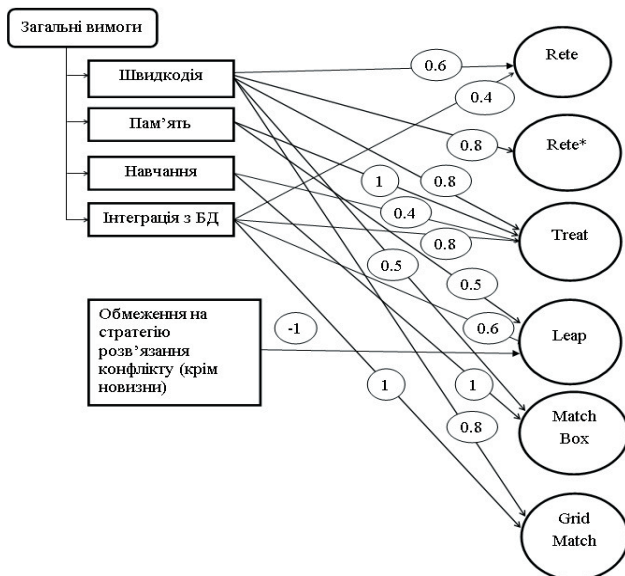 Загальні вимоги
Швидкодія
Пам’ять
Навчання
Інтеграція з БД
Обмеження на
стратегію
розв’язання
конфлікту (крім
новизни)
0.6
0.4
0.8
1
0.8
0.4
0.8
0.5
0.5
0.6
-1
1
1
0.8
Rete
Rete*
Treat
Leap
Match
Box
Grid
Match